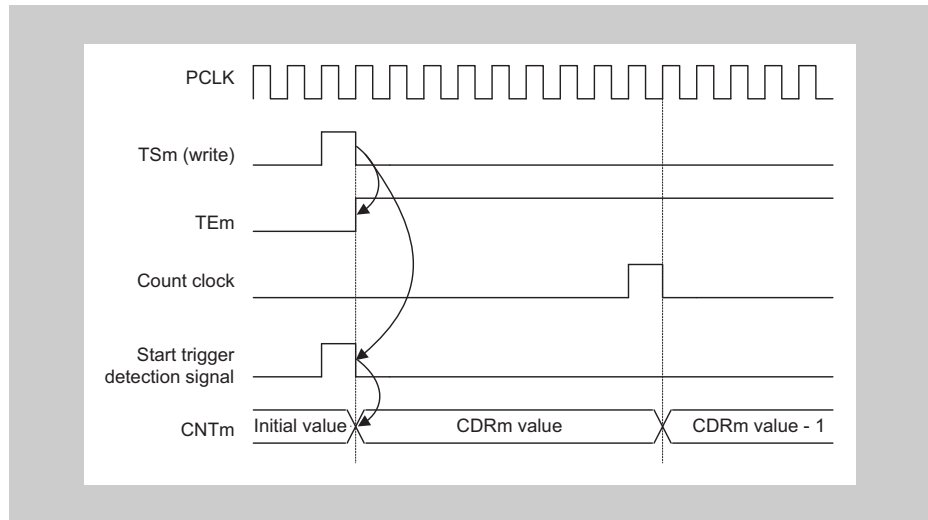 PCLK
TSm (write)
TEm
Count clock
Start trigger
detection signal
CNTm
Initial value
CDRm value
CDRm value - 1